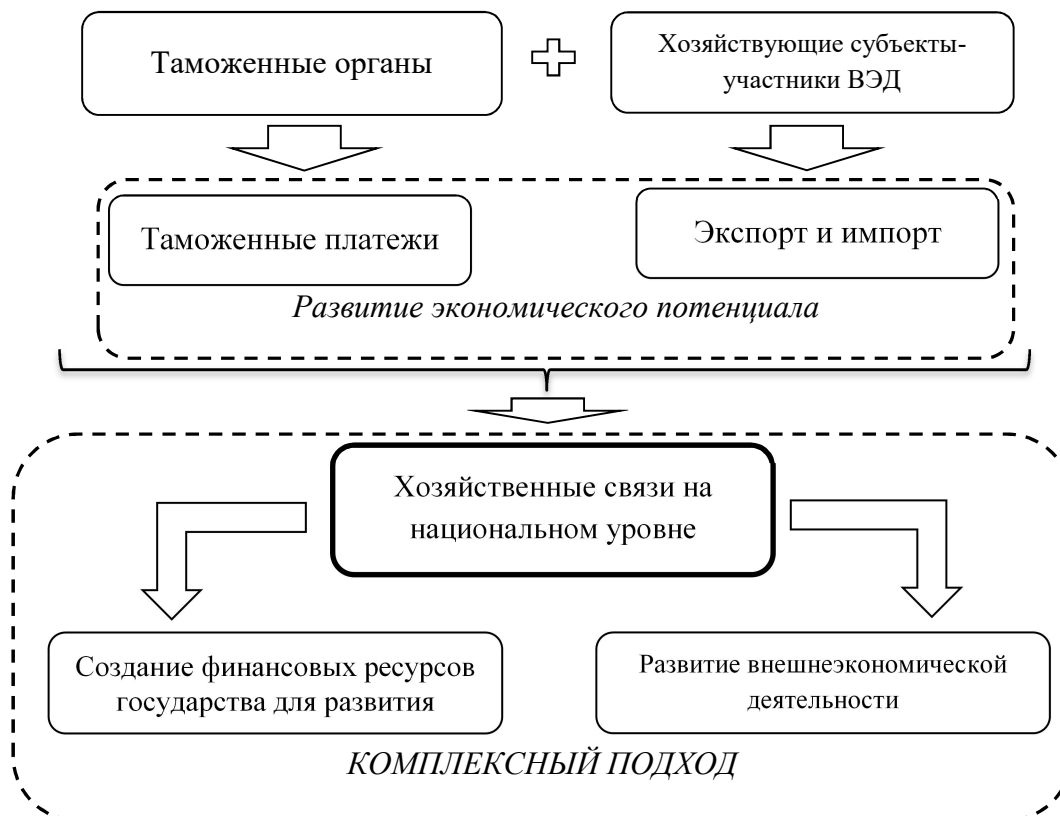 Таможенные органы
Хозяйствующие субъекты-
участники ВЭД
Таможенные платежи
Экспорт и импорт
Развитие экономического потенциала
Хозяйственные связи на
национальном уровне
Создание финансовых ресурсов
государства для развития
Развитие внешнеэкономической
деятельности
КОМПЛЕКСНЫЙ ПОДХОД